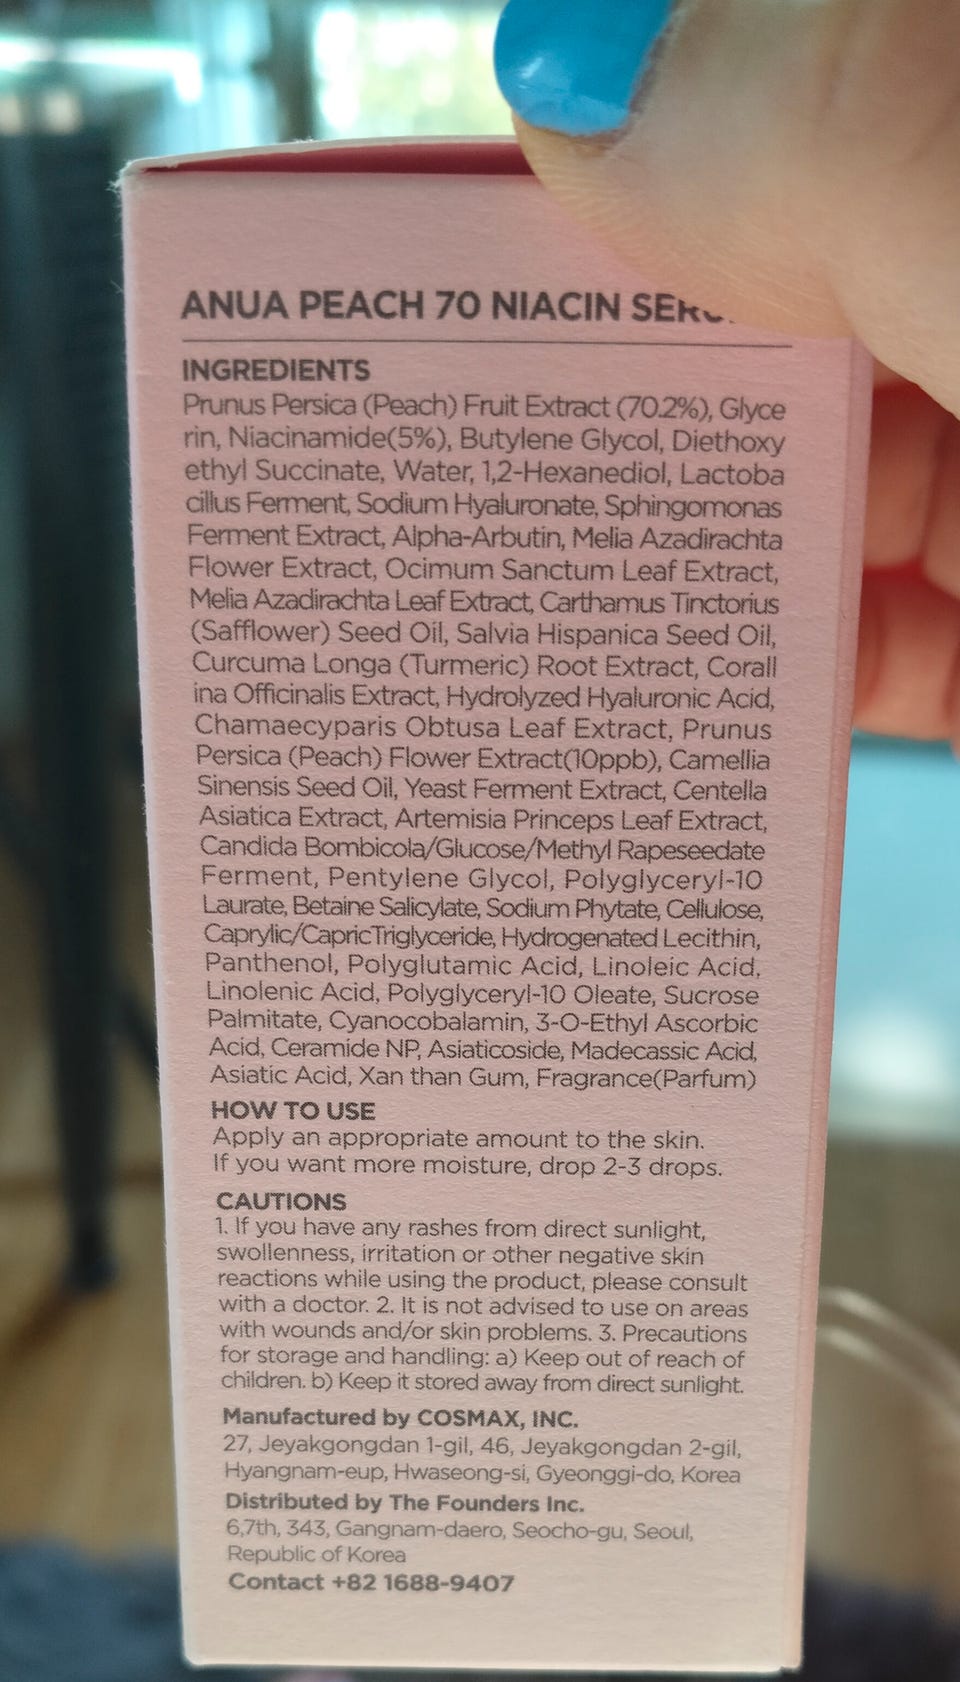 ANUA PEACH 70 NIACIN
INGREDIENTS
Prunus Persica (Peach) Fruit Extract (70.2%), Glyce
rin, Niacinamide(5%), Butylene Glycol, Diethoxy
ethyl Succinate, Water, 1,2-Hexanediol, Lactoba
cillus Ferment, Sodium Hyaluronate, Sphingomonas
Ferment Extract, Alpha-Arbutin, Melia Azadirachta
Flower Extract, Ocimum Sanctum Leaf Extract,
Melia Azadirachta Leaf Extract, Carthamus Tinctorius
(Safflower) Seed Oil, Salvia Hispanica Seed Oil,
Curcuma Longa (Turmeric) Root Extract, Corall
ina Officinalis Extract, Hydrolyzed Hyaluronic Acid,
Chamaecyparis Obtusa Leaf Extract, Prunus
Persica (Peach) Flower Extract(10ppb), Camellia
Sinensis Seed Oil, Yeast Ferment Extract, Centella
Asiatica Extract, Artemisia Princeps Leaf Extract,
Candida Bombicola/Glucose/Methyl Rapeseedate
Ferment, Pentylene Glycol, Polyglyceryl-10
Laurate, Betaine Salicylate, Sodium Phytate, Cellulose,
Caprylic/CapricTriglyceride, Hydrogenated Lecithin,
Panthenol, Polyglutamic Acid, Linoleic Acid,
Linolenic Acid, Polyglyceryl-10 Oleate, Sucrose
Palmitate, Cyanocobalamin, 3-O-Ethyl Ascorbic
Acid, Ceramide NP, Asiaticoside, Madecassic Acid,
Asiatic Acid, Xan than Gum, Fragrance(Parfum)
HOW TO USE
Apply an appropriate amount to the skin.
If you want more moisture, drop 2-3 drops.
CAUTIONS
1. If you have any rashes from direct sunlight,
swollenness, irritation or other negative skin
reactions while using the product, please consult
with a doctor. 2. It is not advised to use on areas
with wounds and/or skin problems. 3. Precautions
for storage and handling: a) Keep out of reach of
children. b) Keep it stored away from direct sunlight.
Manufactured by COSMAX, INC.
27, Jeyakgongdan 1-gil, 46, Jeyakgongdan 2-gil,
Hyangnam-eup, Hwaseong-si, Gyeonggi-do, Korea
Distributed by The Founders Inc.
6,7th, 343, Gangnam-daero, Seocho-gu, Seoul,
Republic of Korea
Contact +82 1688-9407